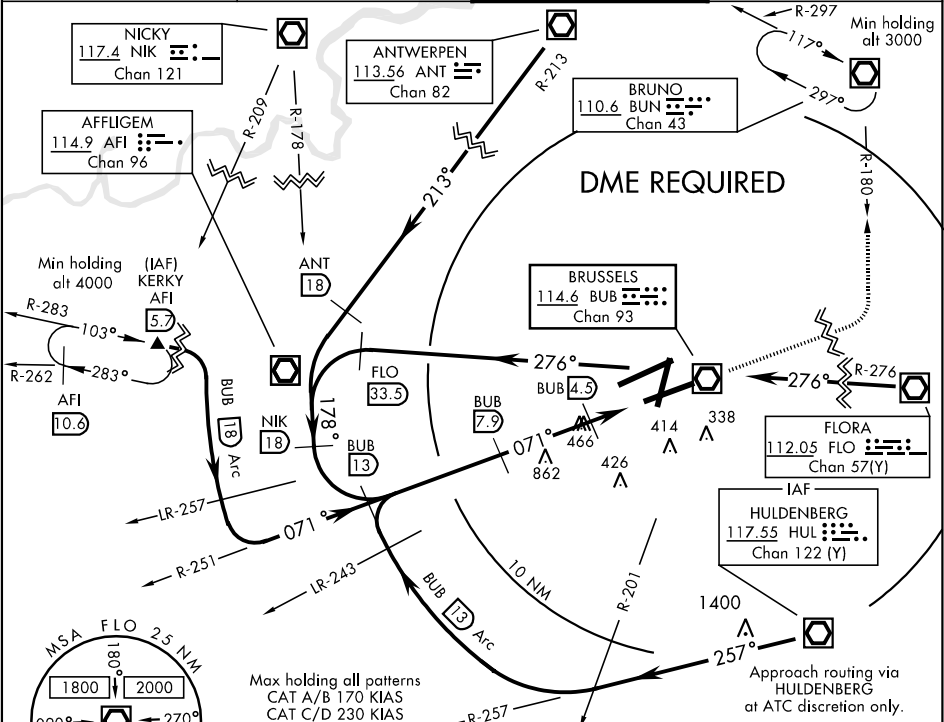 NICKY
117.4 NIK
Chan 121
ANTWERPEN
113.56 ANT
Chan 82
R-213
BRUNO
110.6 BUN
Chan 43
R-297
Min holding
alt 3000
117°
297°
R-209
R-178
AFFLIGEM
114.9 AFI
Chan 96
213°
DME REQUIRED
R-180
Min holding
alt 4000
(IAF)
KERKY
AFI
5.7
R-283
103°
283°
R-262
AFI
10.6
ANT
18
BRUSSELS
114.6 BUB
Chan 93
276°
FLO
33.5
BUB 4.5
276°
R-276
BUB
7.9
178°
NIK
18
BUB
13
BUB 18 Arc
071°
466
862
426
414
338
FLORA
112.05 FLO
Chan 57(Y)
LR-257
071°
R-251
LR-243
IAF
HULDENBERG
117.55 HUL
Chan 122 (Y)
BUB 13 Arc
10 NM
R-201
1400
257°
R-257
Approach routing via
HULDENBERG
at ATC discretion only.
MSA FLO 25 NM
180°
1800
2000
270°
Max holding all patterns
CAT A/B 170 KIAS
CAT C/D 230 KIAS